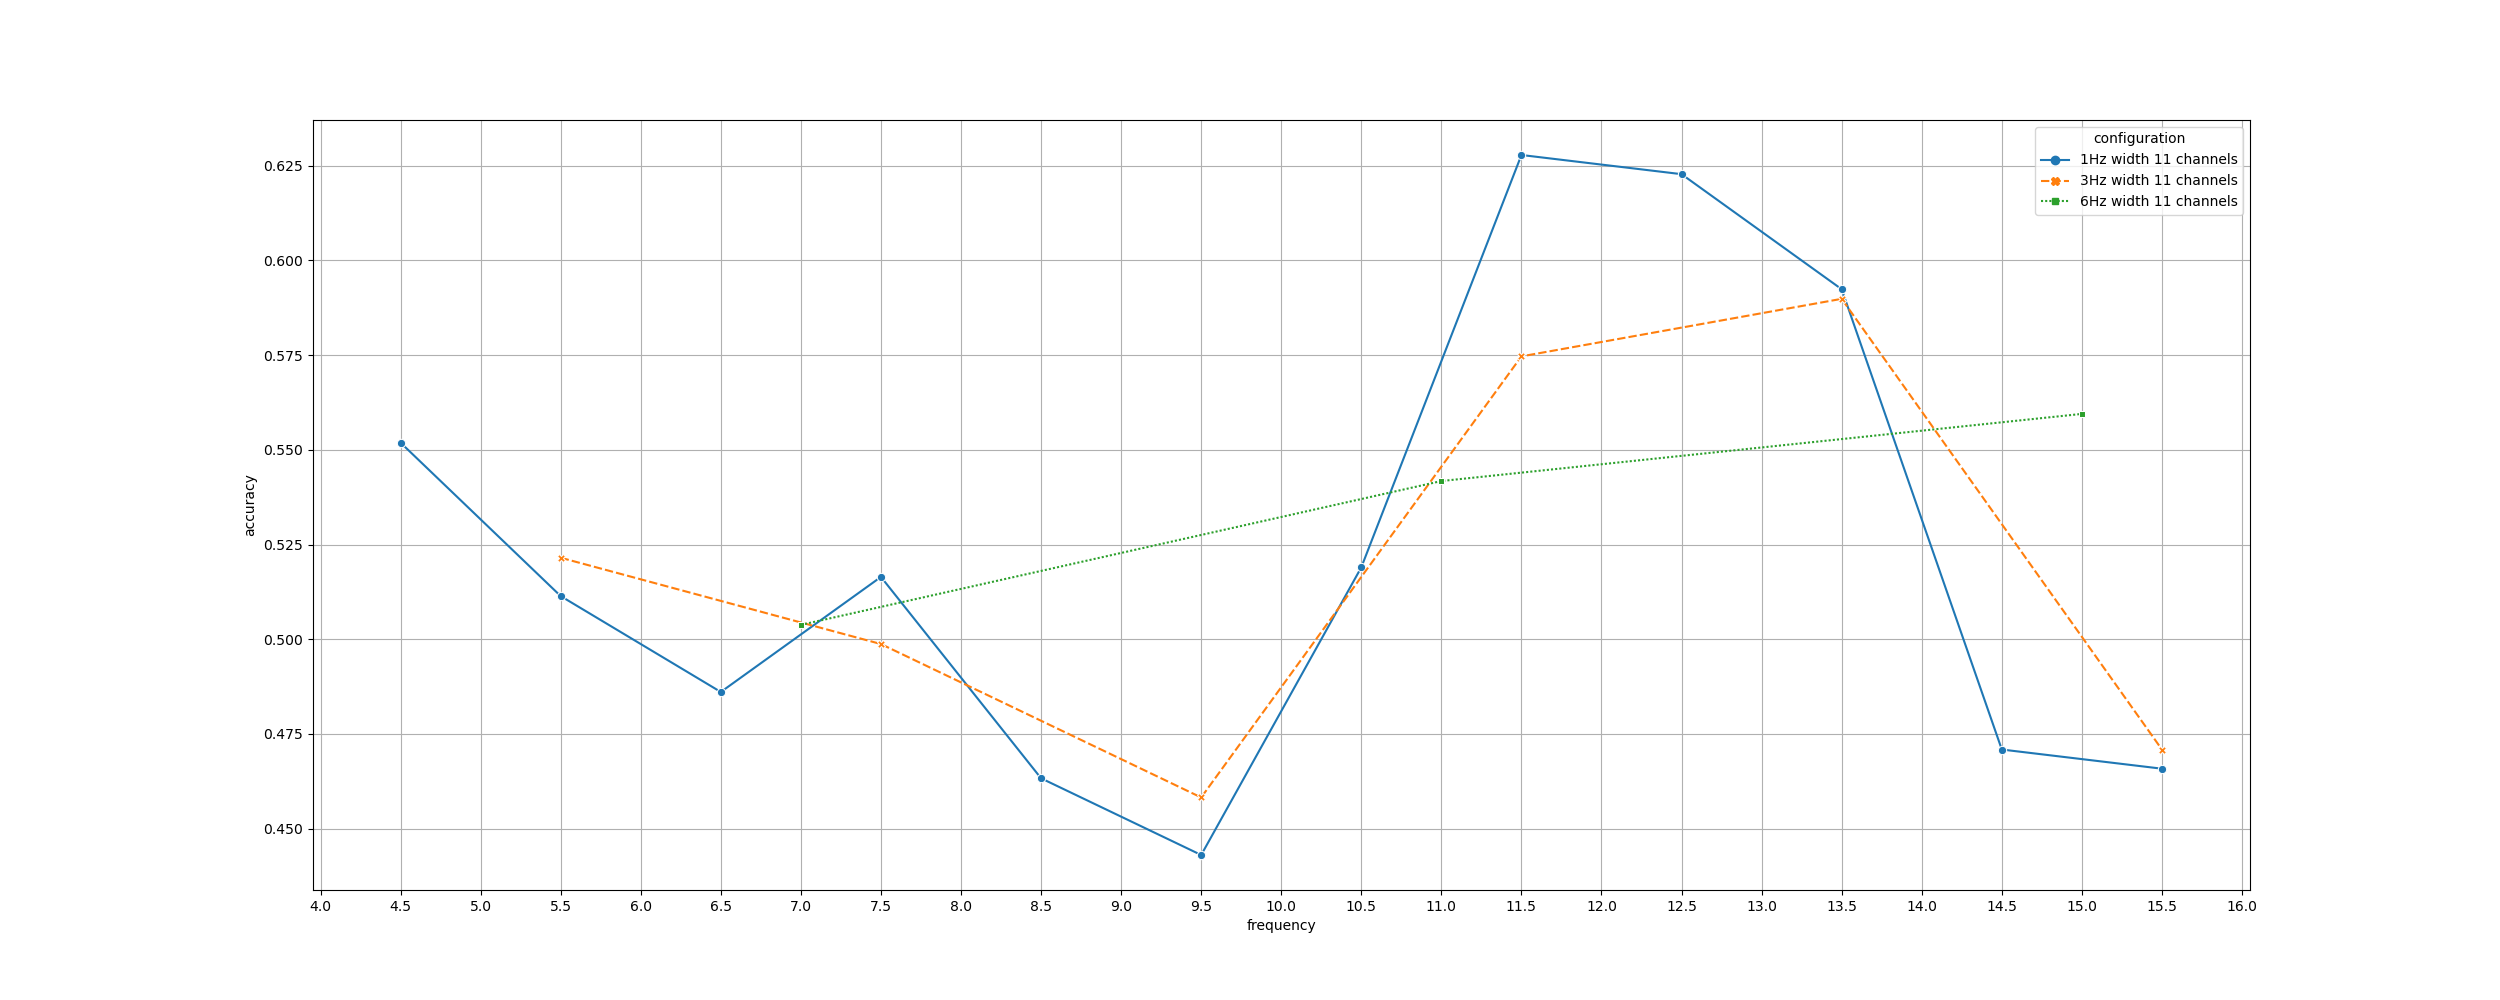 configuration
1Hz width 11 channels
3Hz width 11 channels
6Hz width 11 channels
0.625
0.600
0.575
0.550
0.525
0.500
0.475
0.450
accuracy
4.0 4.5 5.0 5.5 6.0 6.5 7.0 7.5 8.0 8.5 9.0 9.5 10.0 10.5 11.0 11.5 12.0 12.5 13.0 13.5 14.0 14.5 15.0 15.5 16.0
frequency